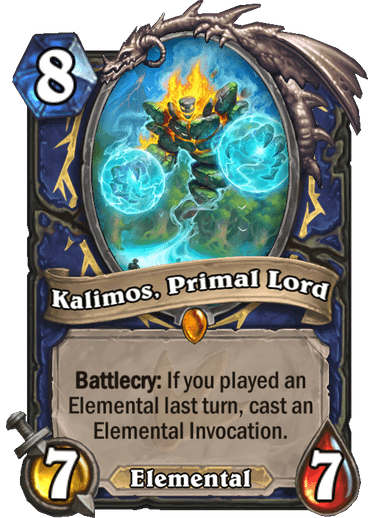 8
Kalimos, Primal Lord
Battlecry: If you played an
Elemental last turn, cast an
Elemental Invocation.
7
Elemental
7